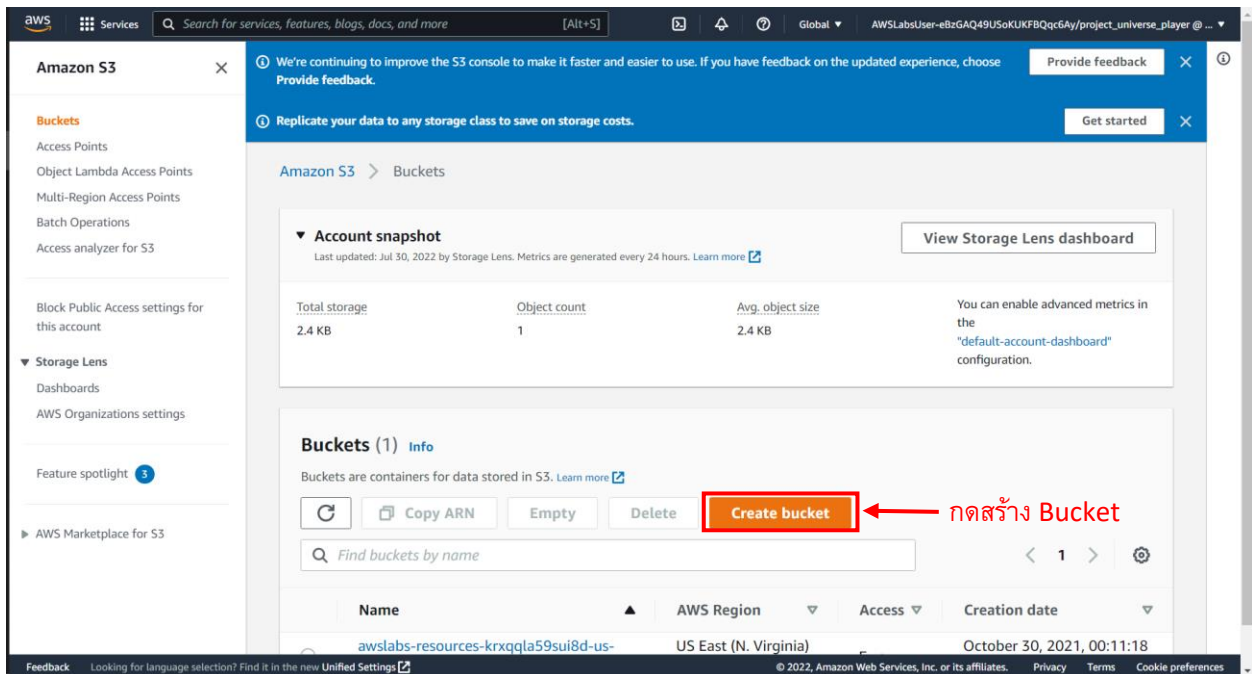 aws
Services
Search for services, features, blogs, docs, and more
[Alt+S]
Global ▼
AWSLabsUser-eBzGAQ49USoKUKFBQqc6Ay/project_universe_player @ ... ▼
Amazon S3
Buckets
Access Points
Object Lambda Access Points
Multi-Region Access Points
Batch Operations
Access analyzer for S3
Block Public Access settings for
this account
Storage Lens
Dashboards
AWS Organizations settings
Feature spotlight 3
AWS Marketplace for S3
We're continuing to improve the S3 console to make it faster and easier to use. If you have feedback on the updated experience, choose
Provide feedback.
Provide feedback
Replicate your data to any storage class to save on storage costs.
Get started
Amazon S3 > Buckets
Account snapshot
Last updated: Jul 30, 2022 by Storage Lens. Metrics are generated every 24 hours. Learn more
View Storage Lens dashboard
Total storage
2.4 KB
Object count
1
Avg. object size
2.4 KB
You can enable advanced metrics in
the
"default-account-dashboard"
configuration.
Buckets (1) Info
Buckets are containers for data stored in S3. Learn more
Copy ARN
Empty
Delete
Create bucket
กดสร้าง Bucket
Find buckets by name
< 1 >
Name
AWS Region
Access
Creation date
awslabs-resources-krxqqla59sui8d-us-
US East (N. Virginia)
October 30, 2021, 00:11:18
Feedback
Looking for language selection? Find it in the new Unified Settings
© 2022, Amazon Web Services, Inc. or its affiliates.
Privacy
Terms
Cookie preferences